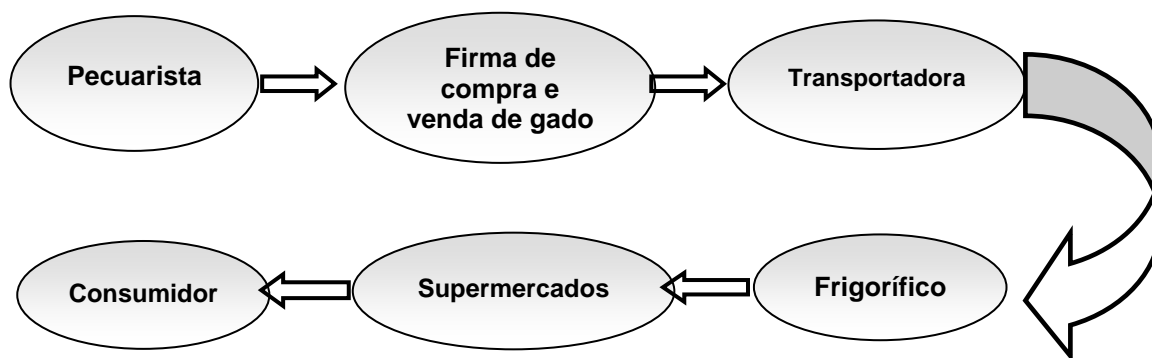 Pecuarista
Firma de
compra e
venda de gado
Transportadora
Frigorífico
Supermercados
Consumidor